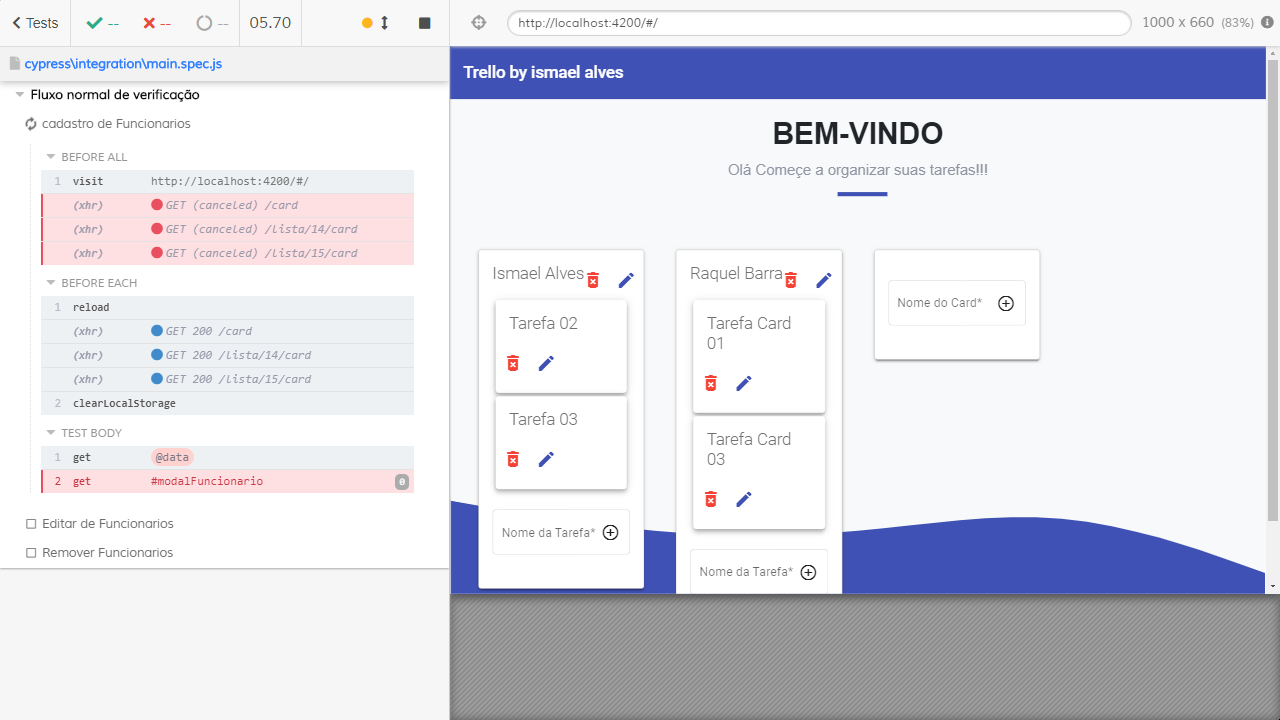 Tests
--
--
--
05.70
http://localhost:4200/#/
1000 x 660 (83%)
cypress\integration\main.spec.js
Fluxo normal de verificação
cadastro de Funcionarios
BEFORE ALL
1 visit http://localhost:4200/#/
(xhr) GET (canceled) /card
(xhr) GET (canceled) /lista/14/card
(xhr) GET (canceled) /lista/15/card
BEFORE EACH
1 reload
(xhr) GET 200 /card
(xhr) GET 200 /lista/14/card
(xhr) GET 200 /lista/15/card
2 clearLocalStorage
TEST BODY
1 get @data
2 get #modalFuncionario 0
Editar de Funcionarios
Remover Funcionarios
Trello by ismael alves
BEM-VINDO
Olá Começe a organizar suas tarefas!!!
Ismael Alves
Tarefa 02
Tarefa 03
Nome da Tarefa*
Raquel Barra
Tarefa Card
01
Tarefa Card
03
Nome da Tarefa*
Nome do Card*